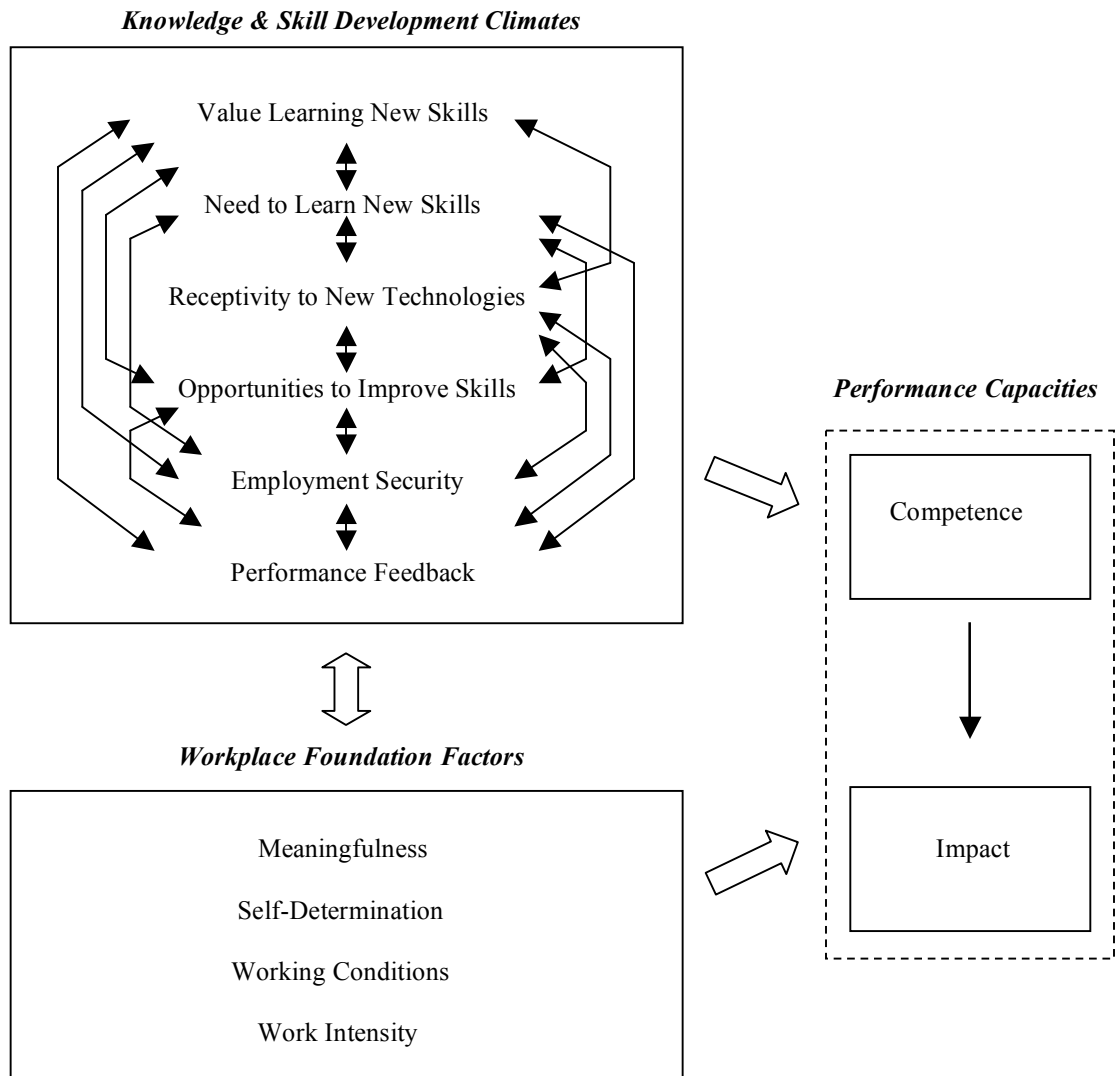 Knowledge & Skill Development Climates
Value Learning New Skills
Need to Learn New Skills
Receptivity to New Technologies
Opportunities to Improve Skills
Employment Security
Performance Feedback
Performance Capacities
Competence
Impact
Workplace Foundation Factors
Meaningfulness
Self-Determination
Working Conditions
Work Intensity